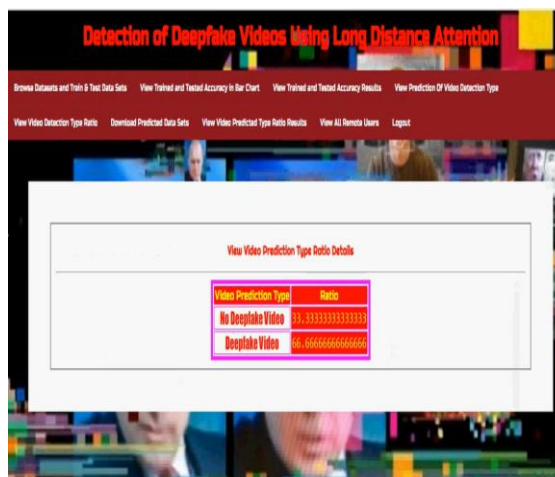 Detection of Deepfake Videos Using Long Distance Attention
Browse Datasets and Train & Test Data Sets View Trained and Tested Accuracy in Bar Chart View Trained and Tested Accuracy Results View Prediction Of Video Detection Type
View Video Detection Type Ratio Download Predicted Data Sets View Video Predicted Type Ratio Results View All Remote Users Logout
View Video Prediction Type Ratio Details
Video Prediction Type Ratio
No Deepfake Video 33.33333333333333
Deepfake Video 66.66666666666666